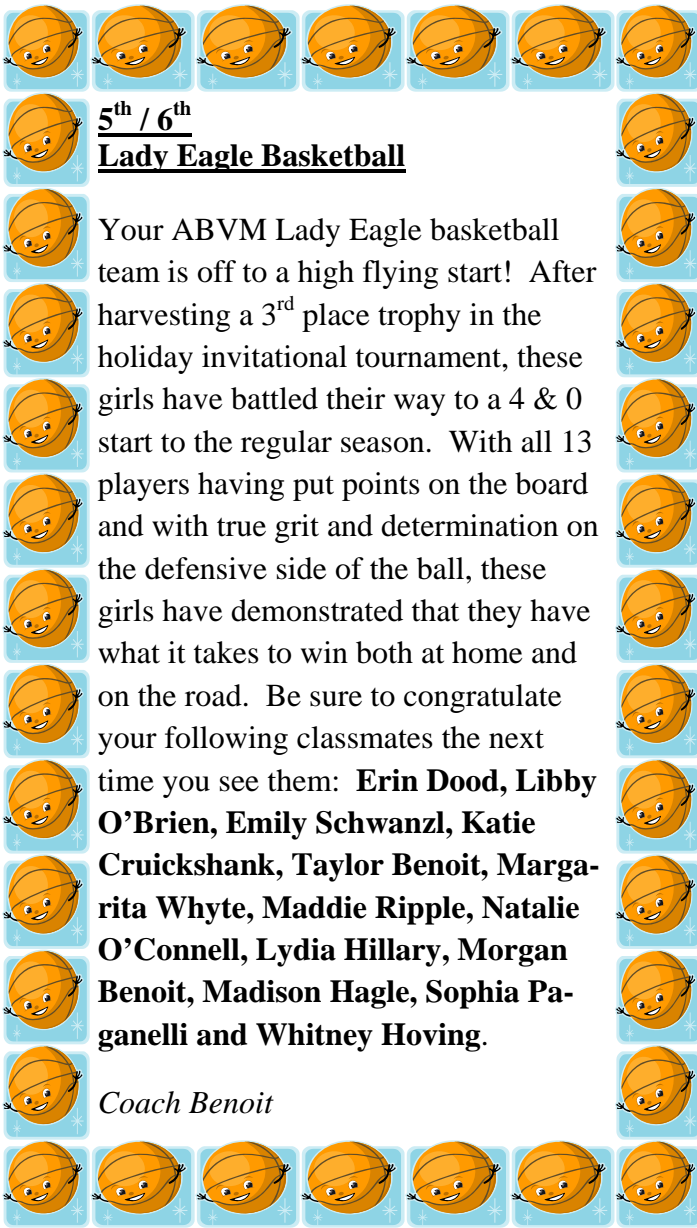 5th / 6th
Lady Eagle Basketball
Your ABVM Lady Eagle basketball
team is off to a high flying start!  After
harvesting a 3rd place trophy in the
holiday invitational tournament, these
girls have battled their way to a 4 & 0
start to the regular season.  With all 13
players having put points on the board
and with true grit and determination on
the defensive side of the ball, these
girls have demonstrated that they have
what it takes to win both at home and
on the road.  Be sure to congratulate
your following classmates the next
time you see them:  Erin Dood, Libby
O’Brien, Emily Schwanzl, Katie
Cruickshank, Taylor Benoit, Marga-
rita Whyte, Maddie Ripple, Natalie
O’Connell, Lydia Hillary, Morgan
Benoit, Madison Hagle, Sophia Pa-
ganelli and Whitney Hoving.
Coach Benoit